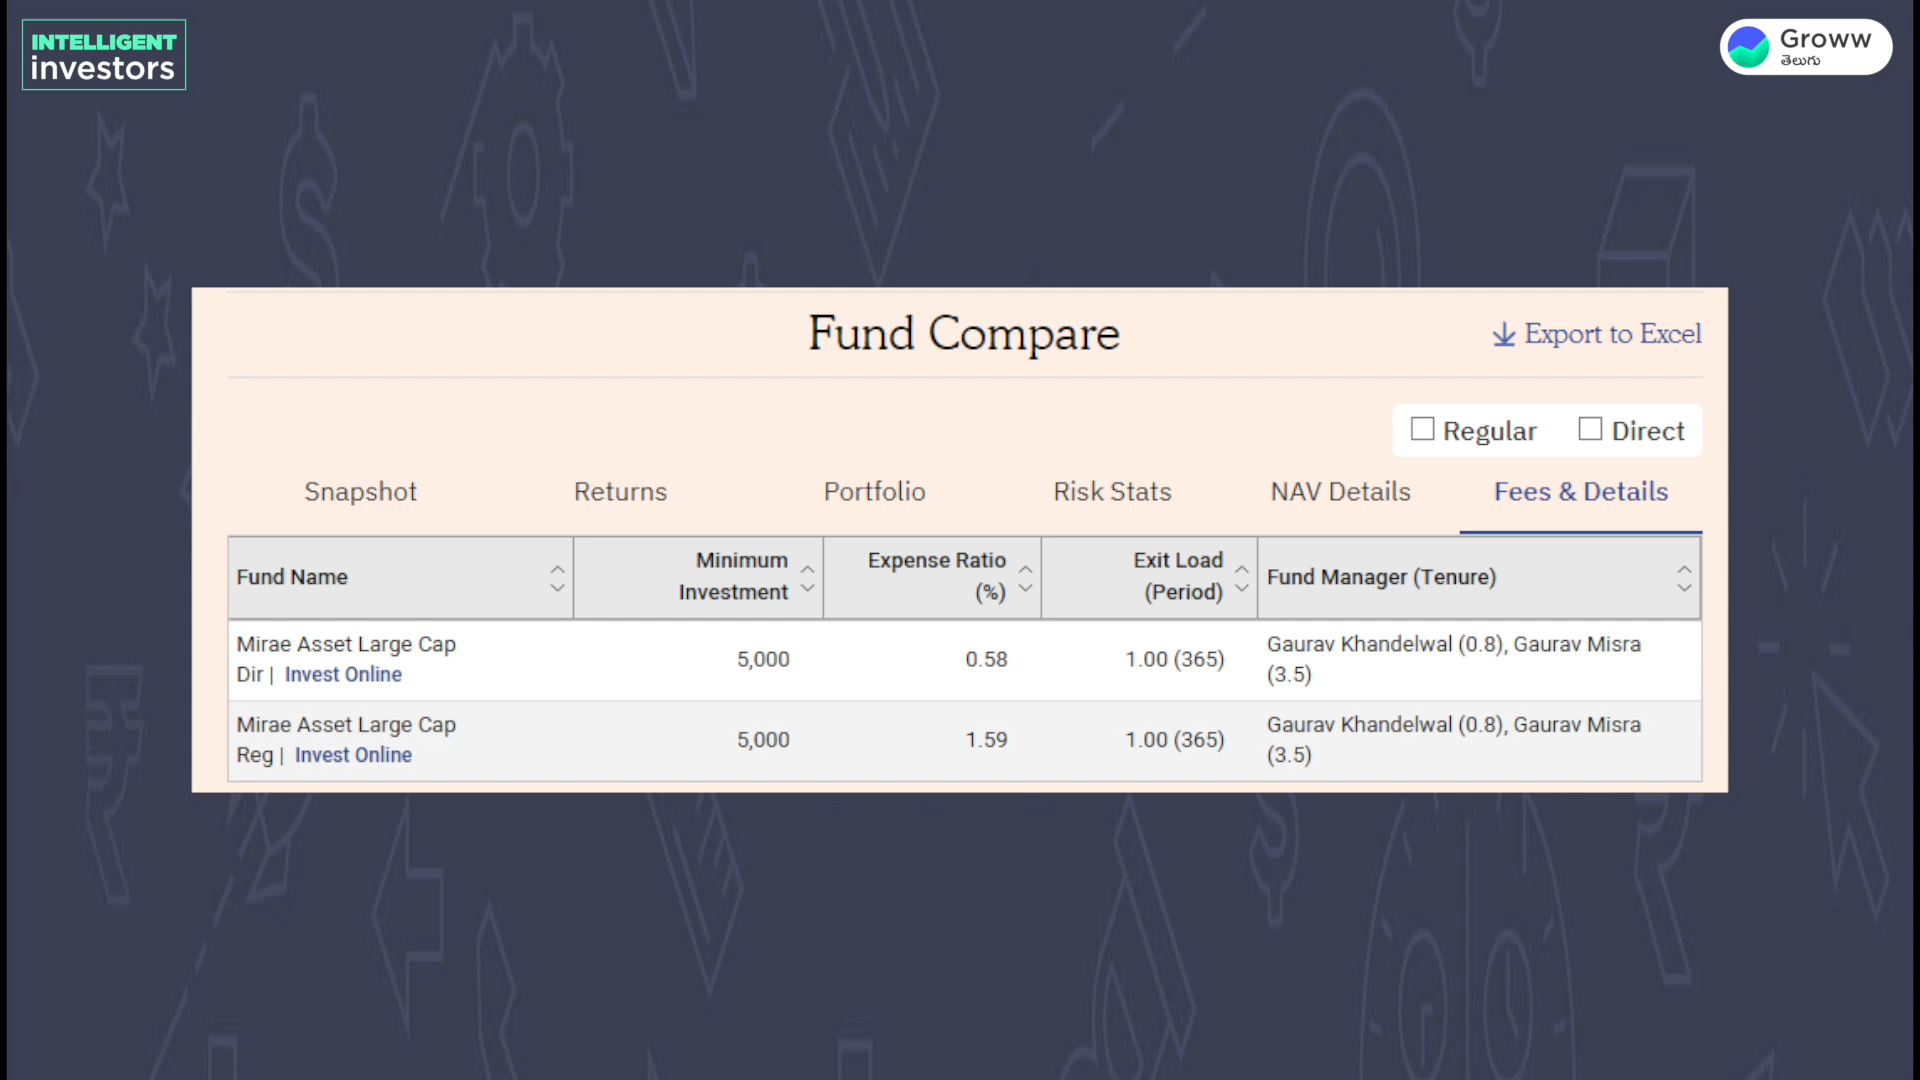 INTELLIGENT
investors
Groww
తెలుగు
Fund Compare
Export to Excel
Regular
Direct
Snapshot
Returns
Portfolio
Risk Stats
NAV Details
Fees & Details
Fund Name
Minimum
Investment
Expense Ratio
(%)
Exit Load
(Period)
Fund Manager (Tenure)
Mirae Asset Large Cap
Dir | Invest Online
5,000
0.58
1.00 (365)
Gaurav Khandelwal (0.8), Gaurav Misra
(3.5)
Mirae Asset Large Cap
Reg | Invest Online
5,000
1.59
1.00 (365)
Gaurav Khandelwal (0.8), Gaurav Misra
(3.5)